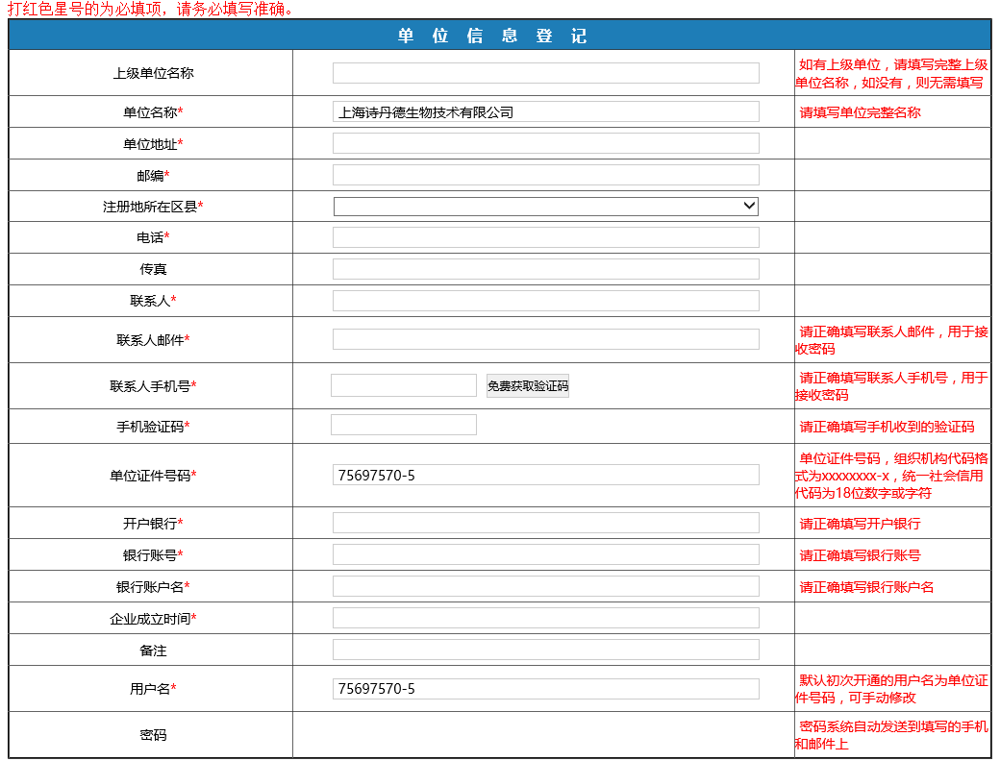 打红色星号的为必填项，请务必填写准确。
单 位 信 息 登 记
上级单位名称
如有上级单位，请填写完整上级
单位名称，如没有，则无需填写
单位名称*
上海诗丹德生物技术有限公司
请填写单位完整名称
单位地址*
邮编*
注册地所在区县*
电话*
传真
联系人*
联系人邮件*
请正确填写联系人邮件，用于接
收密码
联系人手机号*
免费获取验证码
请正确填写联系人手机号，用于
接收密码
手机验证码*
请正确填写手机收到的验证码
单位证件号码*
75697570-5
单位证件号码，组织机构代码格
式为xxxxxxxx-x，统一社会信用
代码为18位数字或字符
开户银行*
请正确填写开户银行
银行账号*
请正确填写银行账号
银行账户名*
请正确填写银行账户名
企业成立时间*
备注
用户名*
75697570-5
默认初次开通的用户名为单位证
件号码，可手动修改
密码
密码系统自动发送到填写的手机
和邮件上